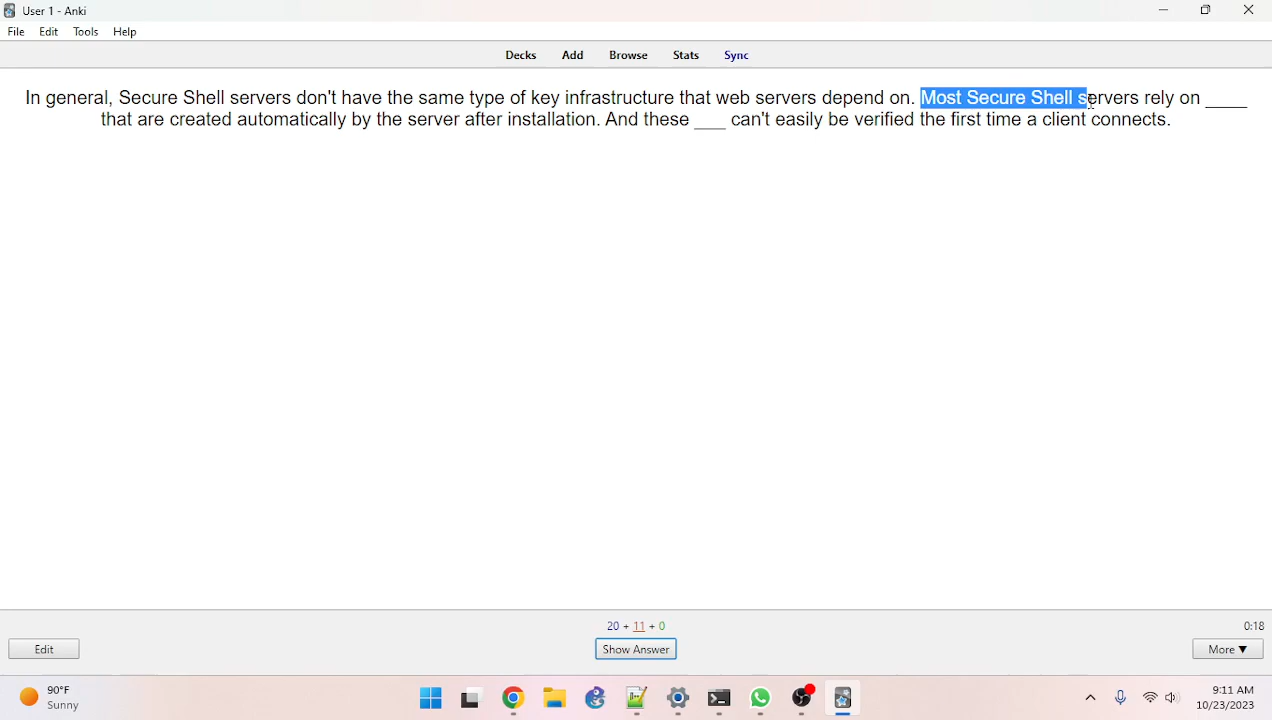 User 1 - Anki
File Edit Tools Help
Decks Add Browse Stats Sync
In general, Secure Shell servers don't have the same type of key infrastructure that web servers depend on. Most Secure Shell servers rely on ____
that are created automatically by the server after installation. And these ___ can't easily be verified the first time a client connects.
20 + 11 + 0
0:18
Edit
Show Answer
More ▼
90°F
Sunny
9:11 AM
10/23/2023